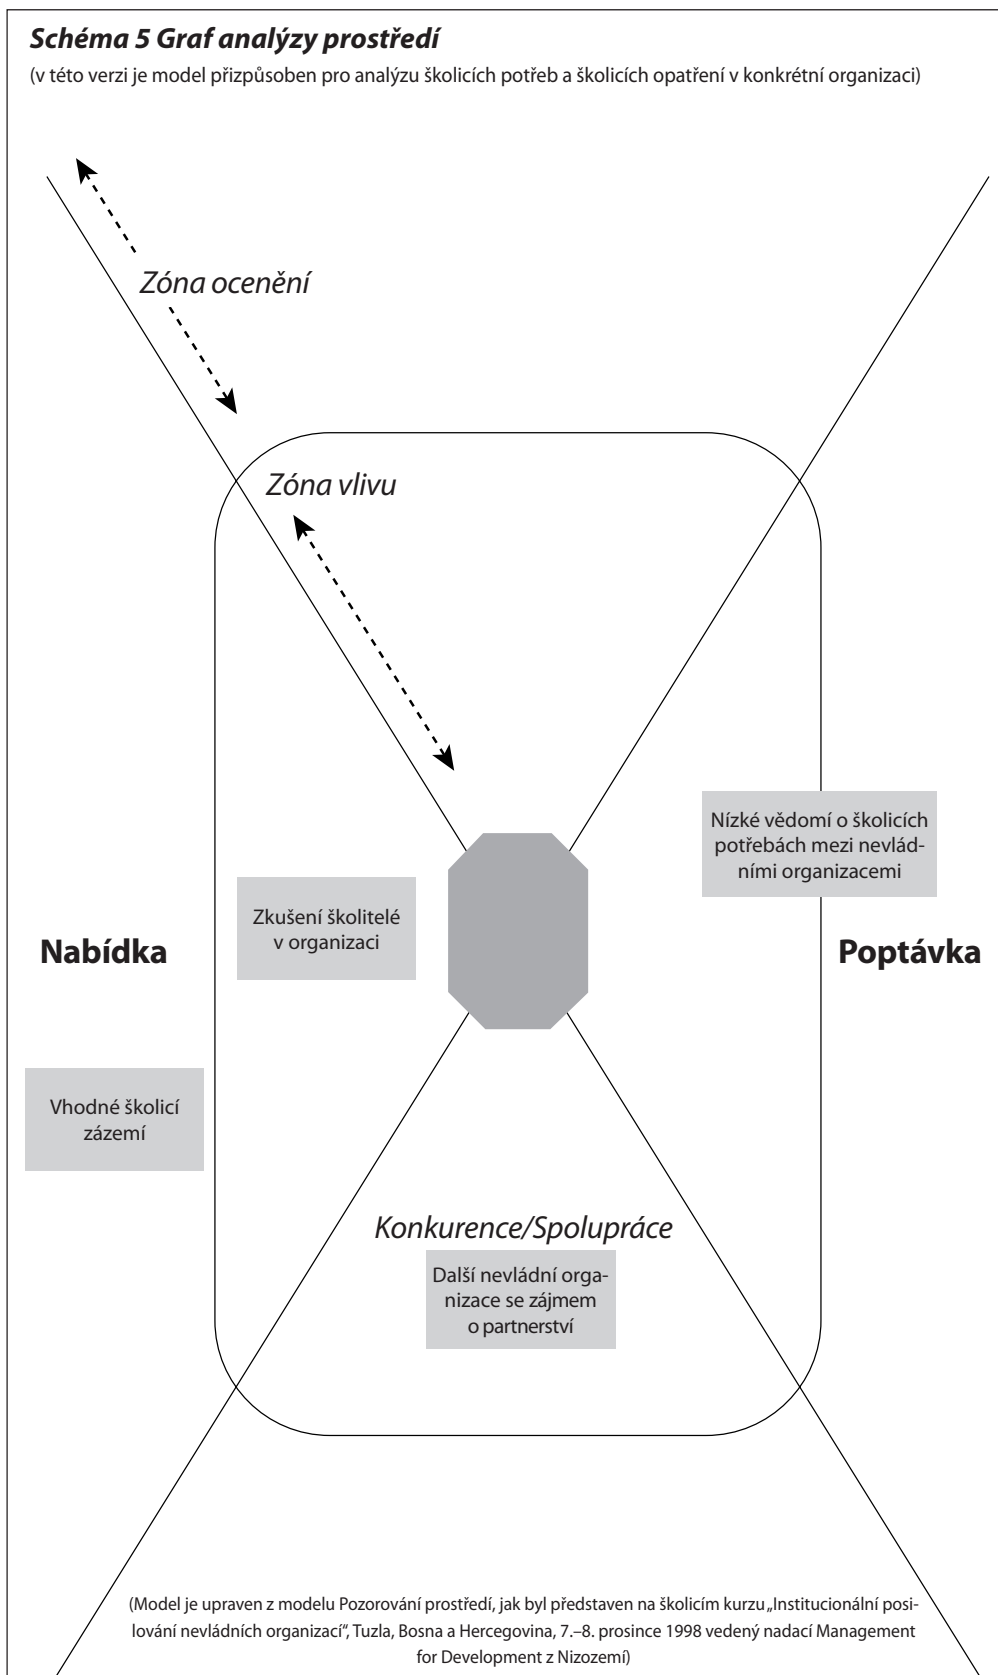 Schéma 5 Graf analýzy prostředí
(v této verzi je model přizpůsoben pro analýzu školicích potřeb a školicích opatření v konkrétní organizaci)
Zóna ocenění
Zóna vlivu
Nízké vědomí o školicích
potřebách mezi nevlád-
ními organizacemi
Zkušení školitelé
v organizaci
Nabídka
Poptávka
Vhodné školicí
zázemí
Konkurence/Spolupráce
Další nevládní orga-
nizace se zájmem
o partnerství
(Model je upraven z modelu Pozorování prostředí, jak byl představen na školicím kurzu „Institucionální posi-
lování nevládních organizací“, Tuzla, Bosna a Hercegovina, 7.–8. prosince 1998 vedený nadací Management
for Development z Nizozemí)